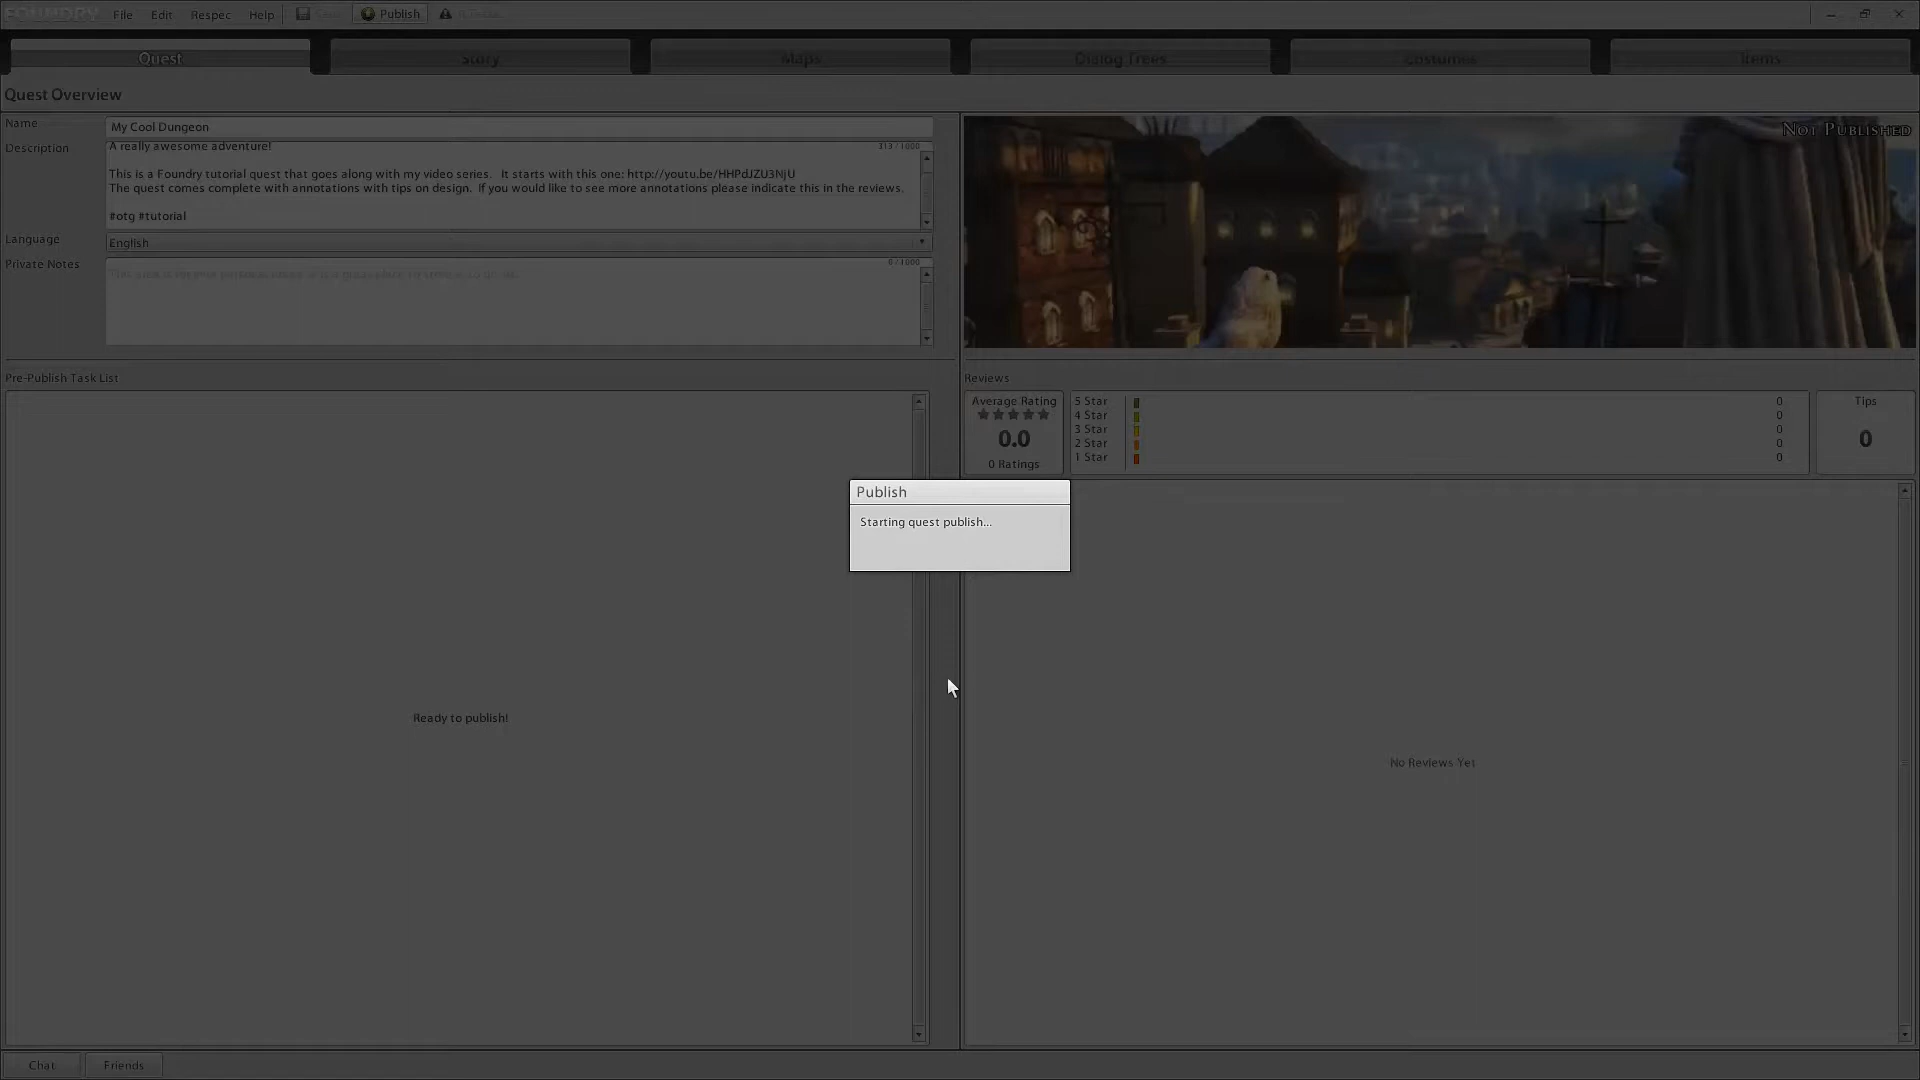 FOUNDRY File Edit Respec Help Publish
Quest Story Maps Dialog Trees Costumes Items
Quest Overview
Name My Cool Dungeon
Description A really awesome adventure! 313 / 1000
This is a Foundry tutorial quest that goes along with my video series. It starts with this one: http://youtu.be/HHPdJZU3NjU
The quest comes complete with annotations with tips on design. If you would like to see more annotations please indicate this in the reviews.
#otg #tutorial
Language English
Private Notes 0 / 1000
Not Published
Pre-Publish Task List
Ready to publish!
Reviews
Average Rating
0.0
0 Ratings
5 Star 0
4 Star 0
3 Star 0
2 Star 0
1 Star 0
Tips
0
Publish
Starting quest publish...
No Reviews Yet
Chat Friends